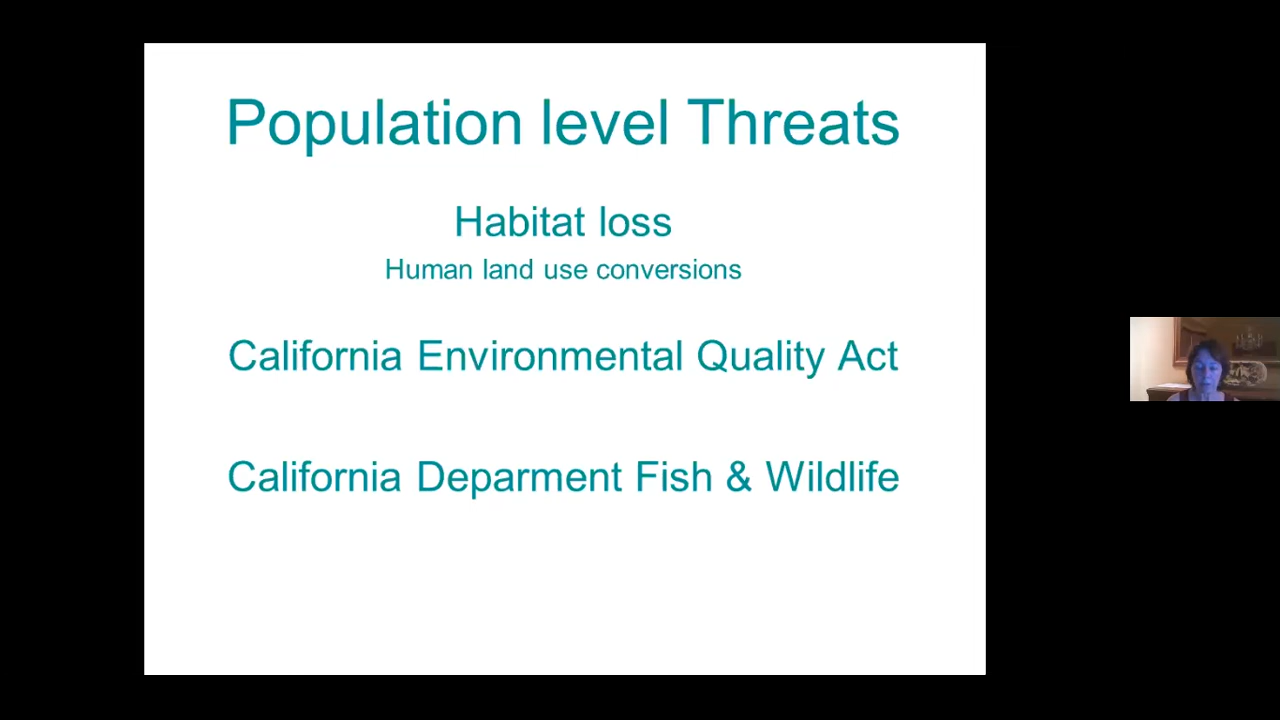 Population level Threats
Habitat loss
Human land use conversions
California Environmental Quality Act
California Deparment Fish & Wildlife